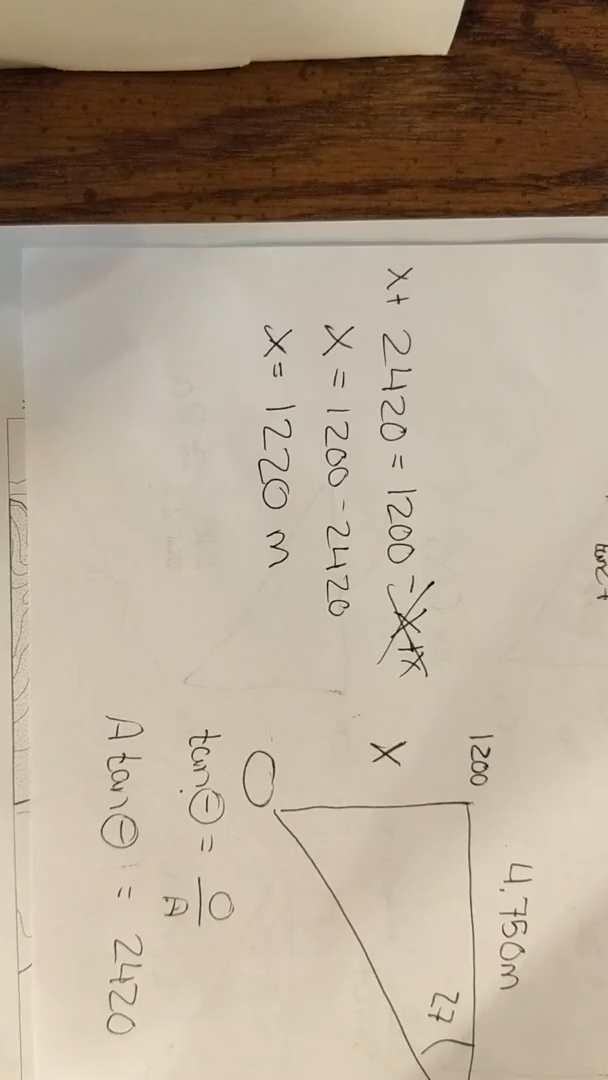 x + 2420 = 1200
x = 1200 - 2420
x = 1220 m
1200
4,750m
27
X
O
tanθ = O/A
A tanθ = 2420